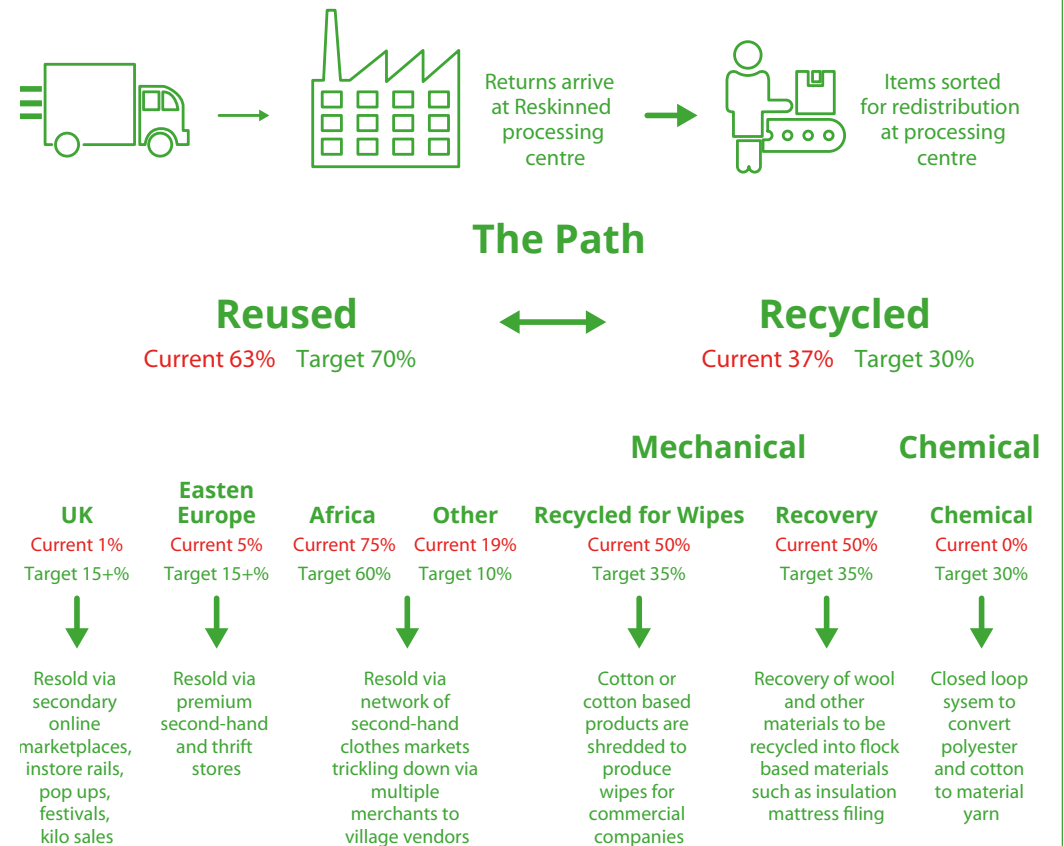 Returns arrive
at Reskinned
processing
centre
Items sorted
for redistribution
at processing
centre
The Path
Reused
Current 63% Target 70%
Recycled
Current 37% Target 30%
Mechanical
Chemical
UK
Current 1%
Target 15+%
Resold via
secondary
online
marketplaces,
instore rails,
pop ups,
festivals,
kilo sales
Easten
Europe
Current 5%
Target 15+%
Resold via
premium
second-hand
and thrift
stores
Africa
Current 75%
Target 60%
Other
Current 19%
Target 10%
Resold via
network of
second-hand
clothes markets
trickling down via
multiple
merchants to
village vendors
Recycled for Wipes
Current 50%
Target 35%
Cotton or
cotton based
products are
shredded to
produce
wipes for
commercial
companies
Recovery
Current 50%
Target 35%
Recovery of wool
and other
materials to be
recycled into flock
based materials
such as insulation
mattress filing
Chemical
Current 0%
Target 30%
Closed loop
sysem to
convert
polyester
and cotton
to material
yarn